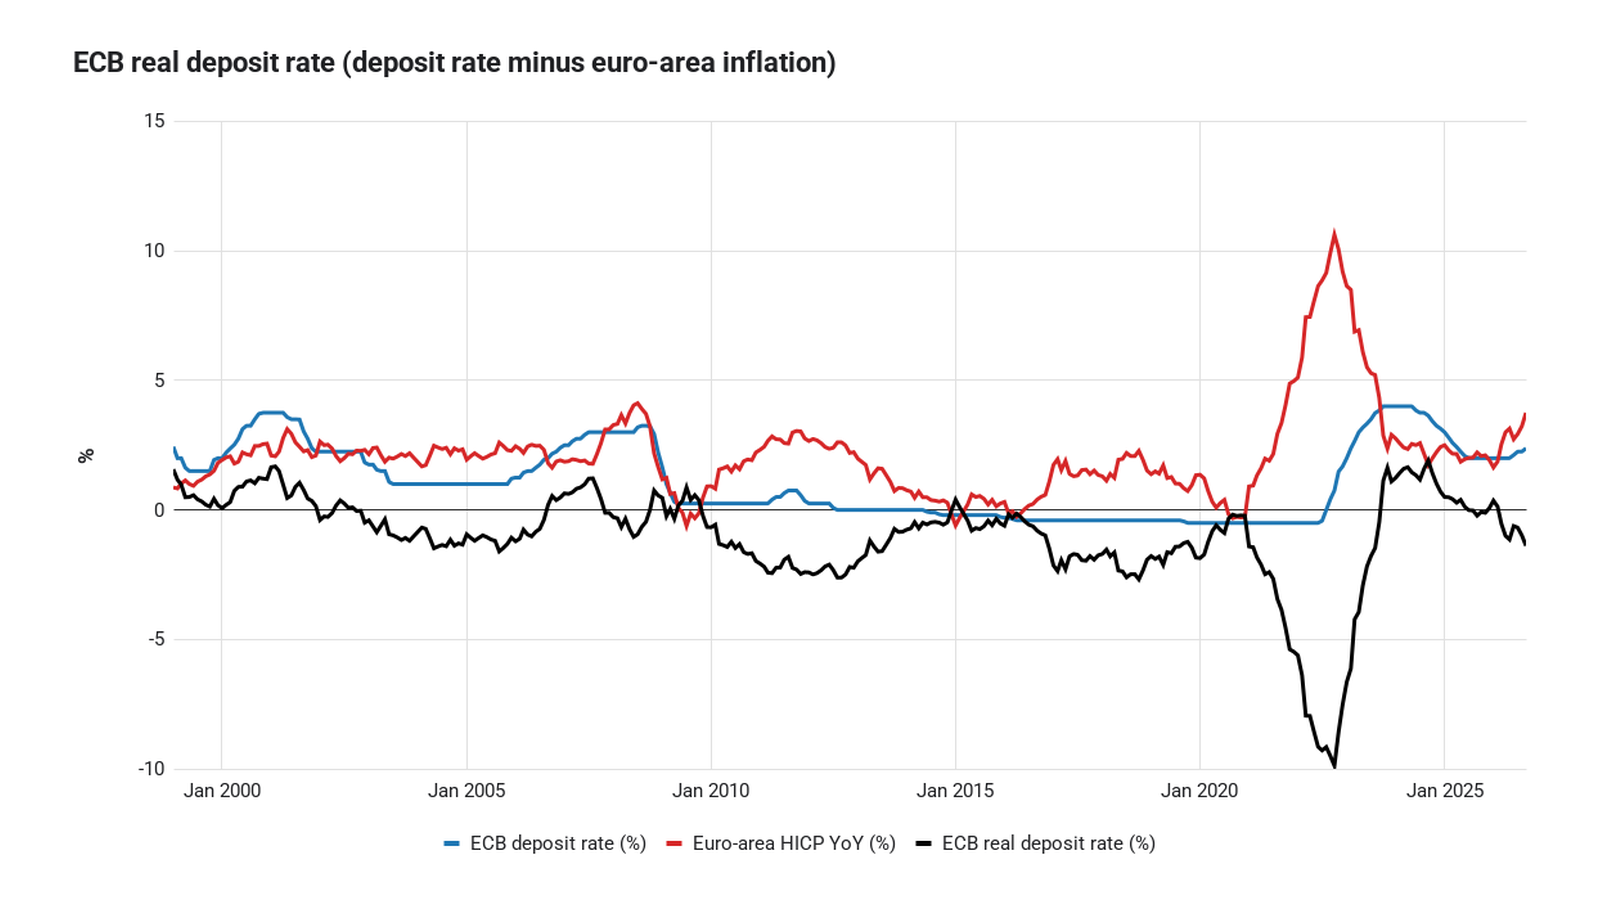 ECB real deposit rate (deposit rate minus euro-area inflation)
15
10
5
0
-5
-10
%
Jan 2000 Jan 2005 Jan 2010 Jan 2015 Jan 2020 Jan 2025
ECB deposit rate (%) Euro-area HICP YoY (%) ECB real deposit rate (%)